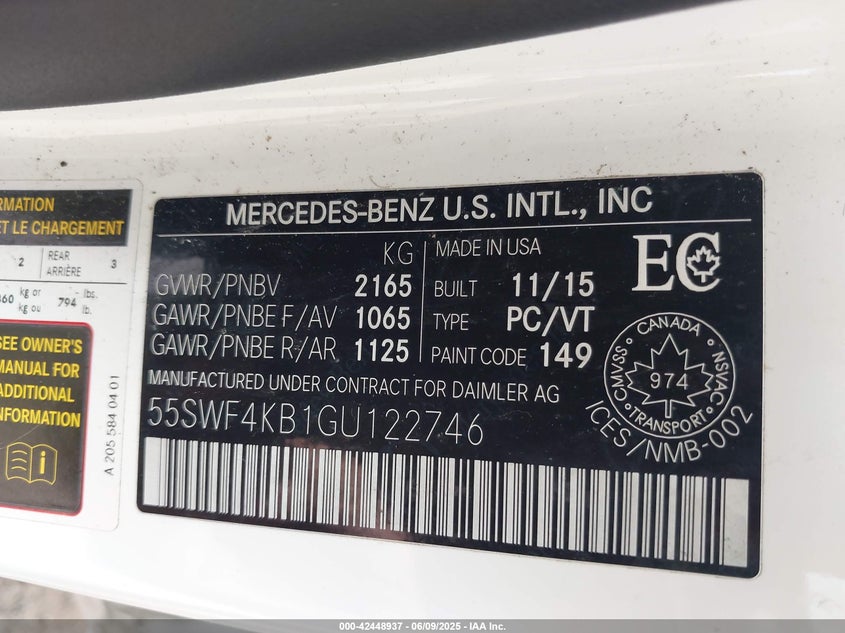 RMATION
ET LE CHARGEMENT
2 REAR 3
ARRIÈRE
360 kg or 794 - lbs.
kg ou lb.
SEE OWNER'S
MANUAL FOR
ADDITIONAL
INFORMATION
A 205 584 04 01
MERCEDES-BENZ U.S. INTL., INC
KG MADE IN USA
GVWR/PNBV 2165 BUILT 11/15
GAWR/PNBE F/AV 1065 TYPE PC/VT
GAWR/PNBE R/AR 1125 PAINT CODE 149
MANUFACTURED UNDER CONTRACT FOR DAIMLER AG
55SWF4KB1GU122746
EC
CANADA
CMVSS 974 NSVAC
TRANSPORT
ICES/NMB-002
000-42448937 - 06/09/2025 - IAA Inc.